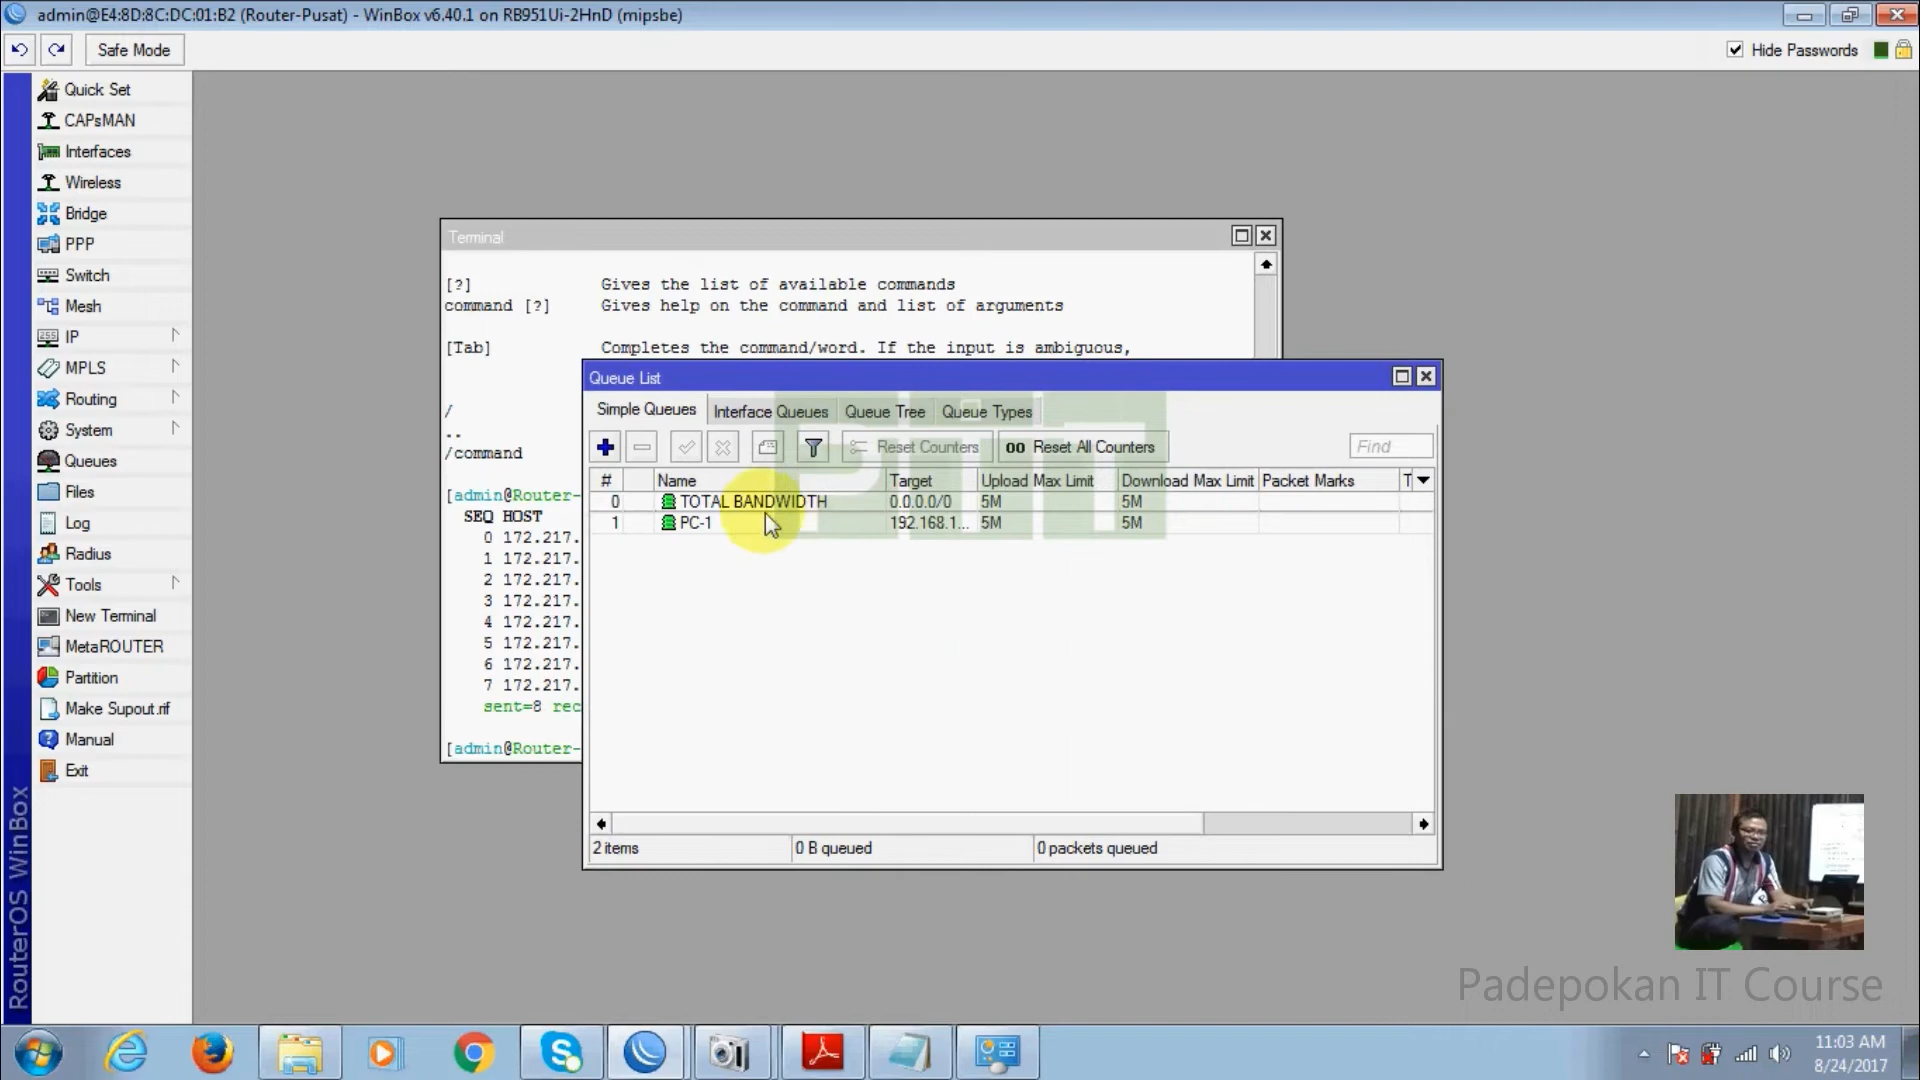 admin@E4:8D:8C:DC:01:B2 (Router-Pusat) - WinBox v6.40.1 on RB951Ui-2HnD (mipsbe)
Safe Mode
Hide Passwords
Quick Set
CAPsMAN
Interfaces
Wireless
Bridge
PPP
Switch
Mesh
IP
MPLS
Routing
System
Queues
Files
Log
Radius
Tools
New Terminal
MetaROUTER
Partition
Make Supout.rif
Manual
Exit
RouterOS WinBox
Terminal
[?] Gives the list of available commands
command [?] Gives help on the command and list of arguments
[Tab] Completes the command/word. If the input is ambiguous,
/
..
/command
[admin@Router-
SEQ HOST
0 172.217.
1 172.217.
2 172.217.
3 172.217.
4 172.217.
5 172.217.
6 172.217.
7 172.217.
sent=8 rec
[admin@Router-
Queue List
Simple Queues Interface Queues Queue Tree Queue Types
Reset Counters 00 Reset All Counters Find
# Name Target Upload Max Limit Download Max Limit Packet Marks T
0 TOTAL BANDWIDTH 0.0.0.0/0 5M 5M
1 PC-1 192.168.1... 5M 5M
2 items 0 B queued 0 packets queued
Padepokan IT Course
11:03 AM
8/24/2017